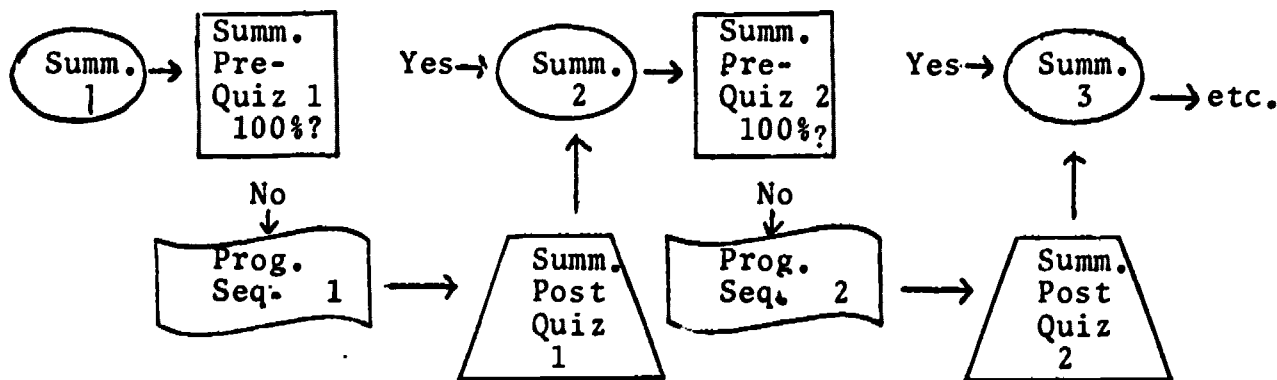 Summ.
1
Summ.
Pre-
Quiz 1
100%?
Yes
Summ.
2
Summ.
Pre-
Quiz 2
100%?
Yes
Summ.
3
etc.
No
Prog.
Seq. 1
Summ.
Post
Quiz
1
No
Prog.
Seq. 2
Summ.
Post
Quiz
2